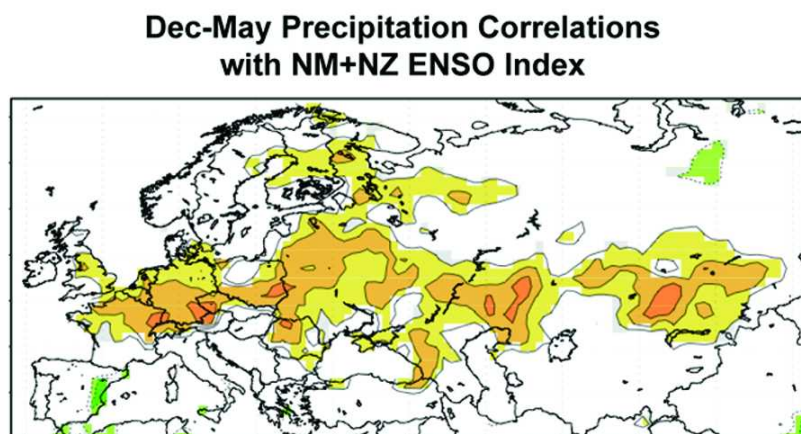 Dec-May Precipitation Correlations
with NM+NZ ENSO Index